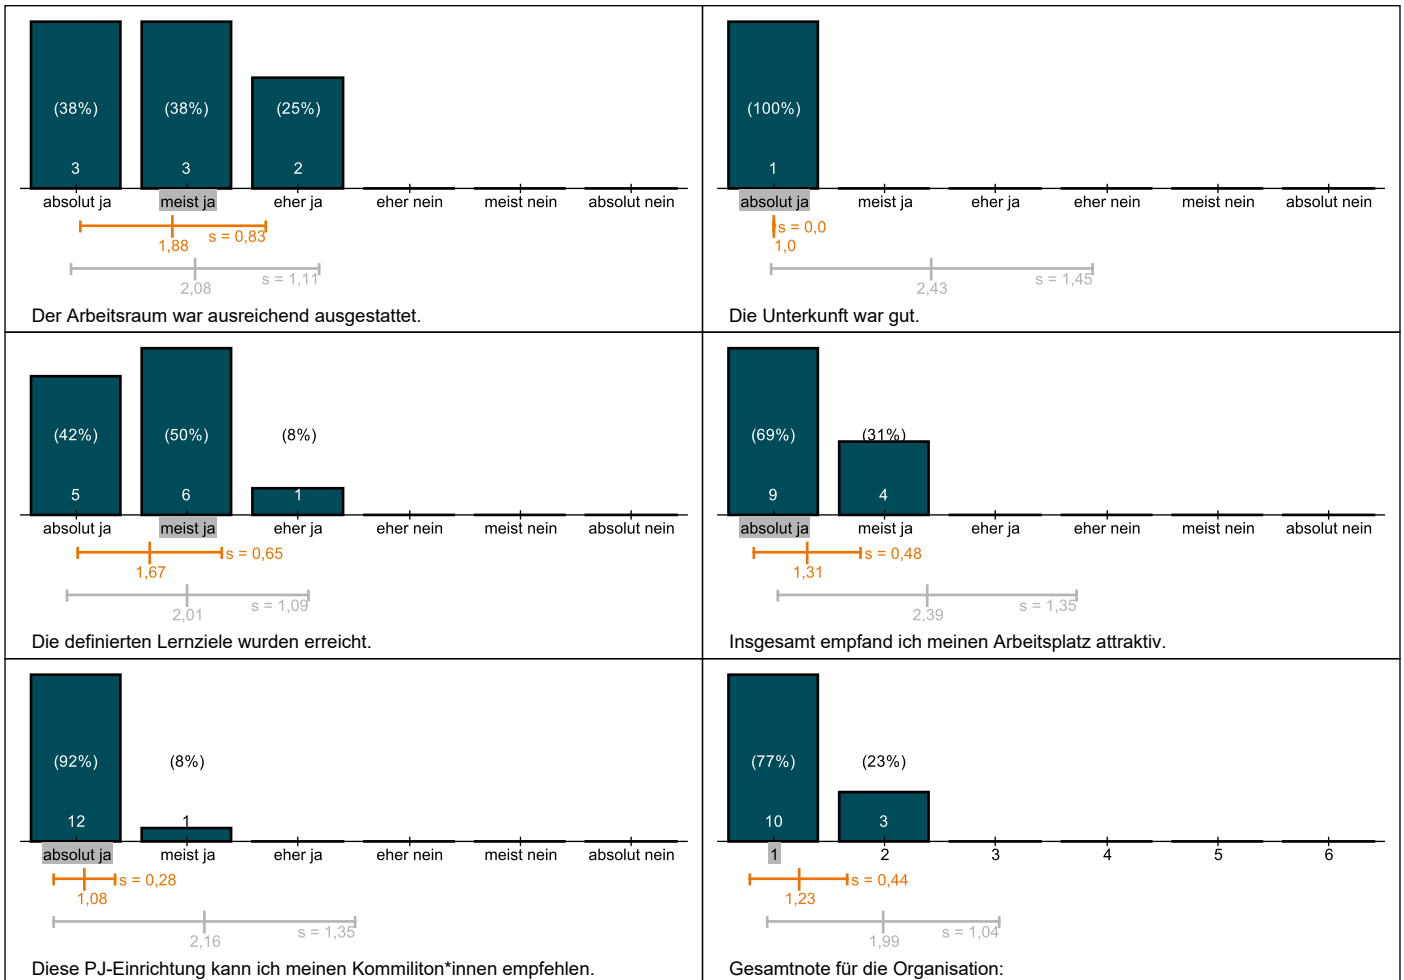 (38%) (38%) (25%)
3 3 2
absolut ja meist ja eher ja eher nein meist nein absolut nein
s = 0,83
1,88
s = 1,11
2,08
Der Arbeitsraum war ausreichend ausgestattet.
(100%)
1
absolut ja meist ja eher ja eher nein meist nein absolut nein
s = 0,0
1,0
s = 1,45
2,43
Die Unterkunft war gut.
(42%) (50%) (8%)
5 6 1
absolut ja meist ja eher ja eher nein meist nein absolut nein
s = 0,65
1,67
s = 1,09
2,01
Die definierten Lernziele wurden erreicht.
(69%) (31%)
9 4
absolut ja meist ja eher ja eher nein meist nein absolut nein
s = 0,48
1,31
s = 1,35
2,39
Insgesamt empfand ich meinen Arbeitsplatz attraktiv.
(92%) (8%)
12 1
absolut ja meist ja eher ja eher nein meist nein absolut nein
s = 0,28
1,08
s = 1,35
2,16
Diese PJ-Einrichtung kann ich meinen Kommiliton*innen empfehlen.
(77%) (23%)
10 3
1 2 3 4 5 6
s = 0,44
1,23
s = 1,04
1,99
Gesamtnote für die Organisation: